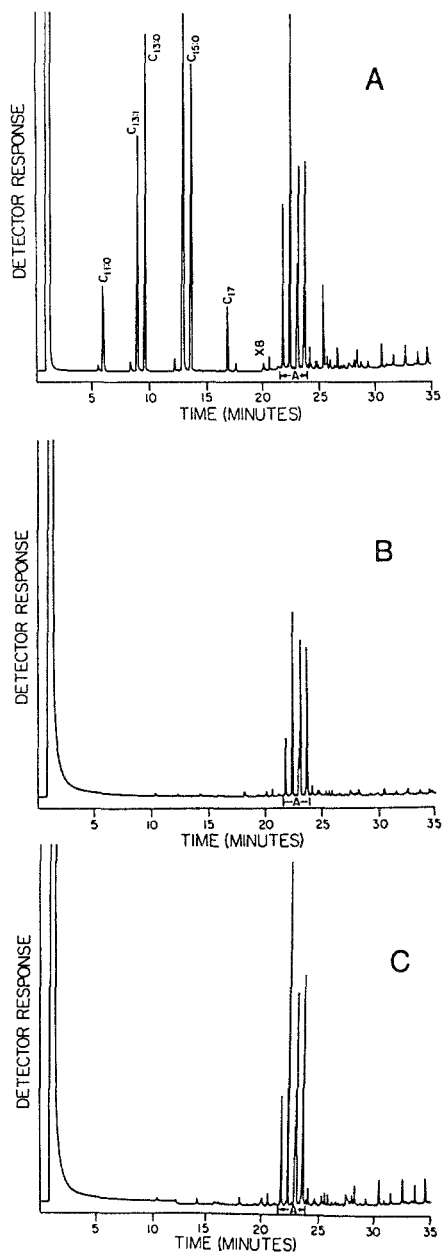 A
DETECTOR RESPONSE
C11:0
C13:1
C13:0
C15:0
C17
X8
5 10 15 20 25 30 35
A
TIME (MINUTES)
B
DETECTOR RESPONSE
5 10 15 20 25 30 35
A
TIME (MINUTES)
C
DETECTOR RESPONSE
5 10 15 20 25 30 35
A
TIME (MINUTES)